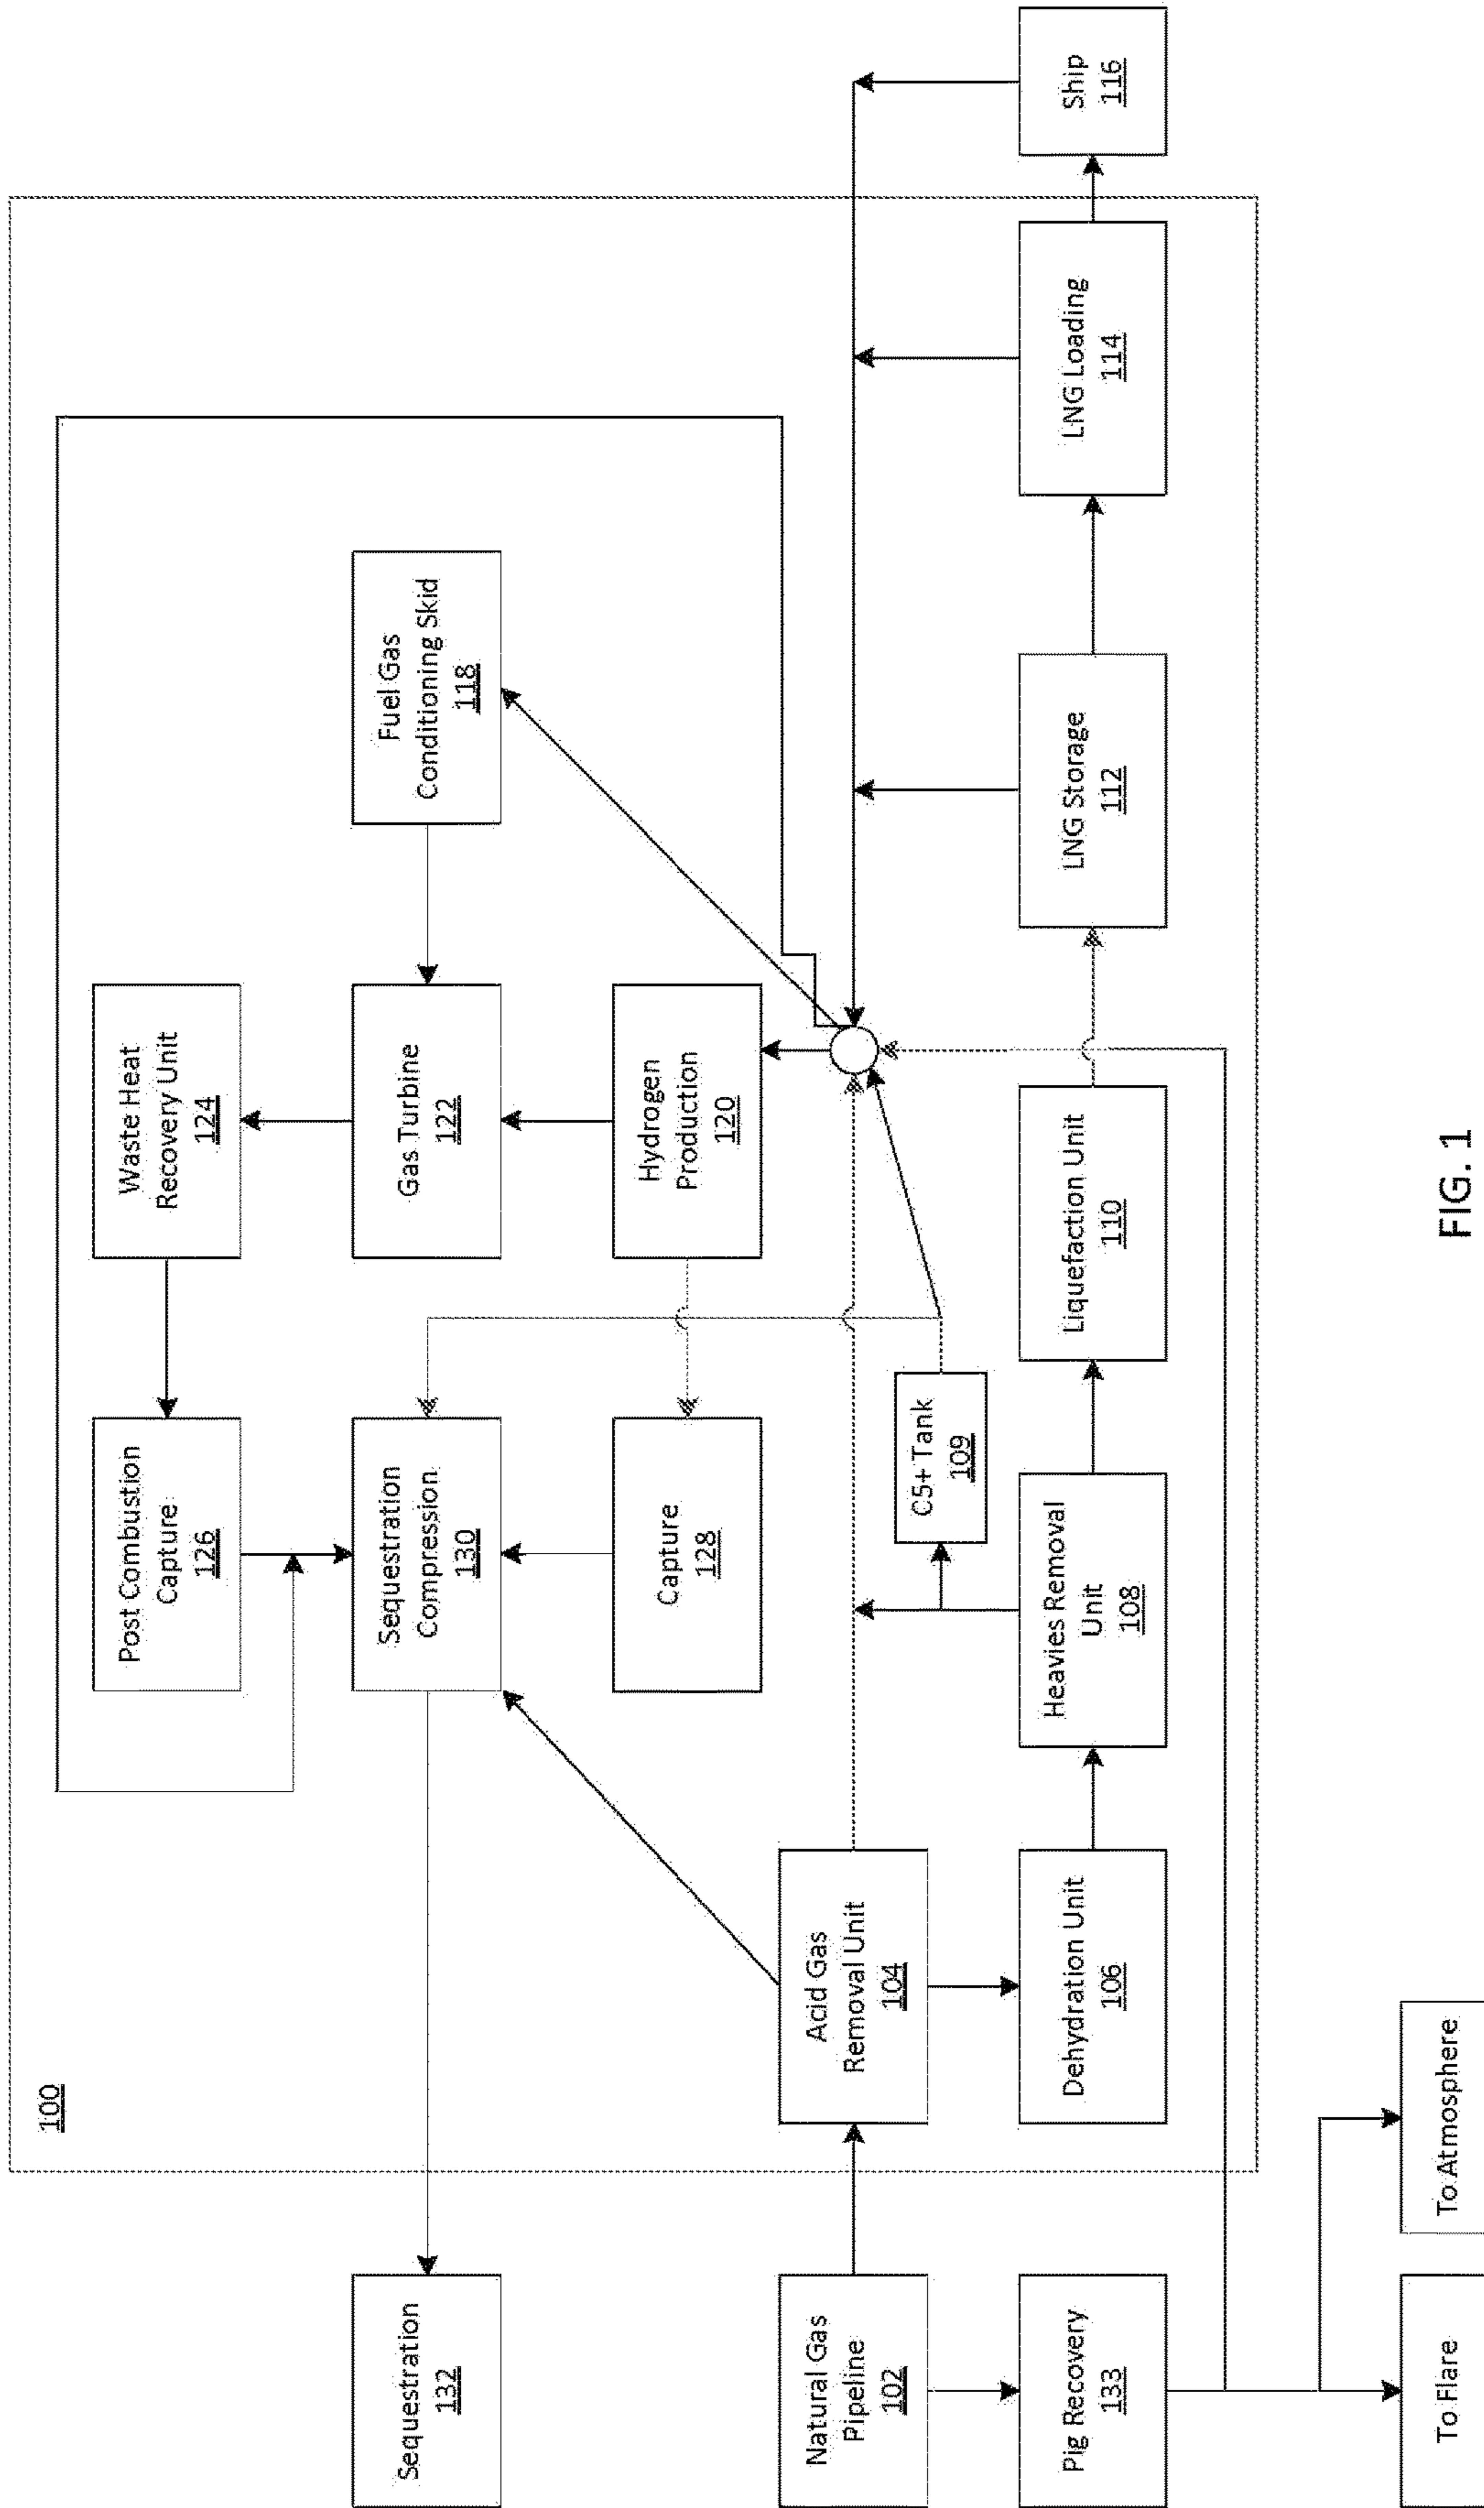 100
Waste Heat
Recovery Unit
124
Post Combustion
Capture
126
Sequestration
132
Sequestration
Compression
130
Gas Turbine
122
Fuel Gas
Conditioning Skid
118
Capture
128
Hydrogen
Production
120
Natural Gas
Pipeline
102
Acid Gas
Removal Unit
104
C5+ Tank
109
Pig Recovery
133
Dehydration Unit
106
Heavies Removal
Unit
108
Liquefaction Unit
110
LNG Storage
112
LNG Loading
114
Ship
116
To Flare
To Atmosphere
FIG. 1